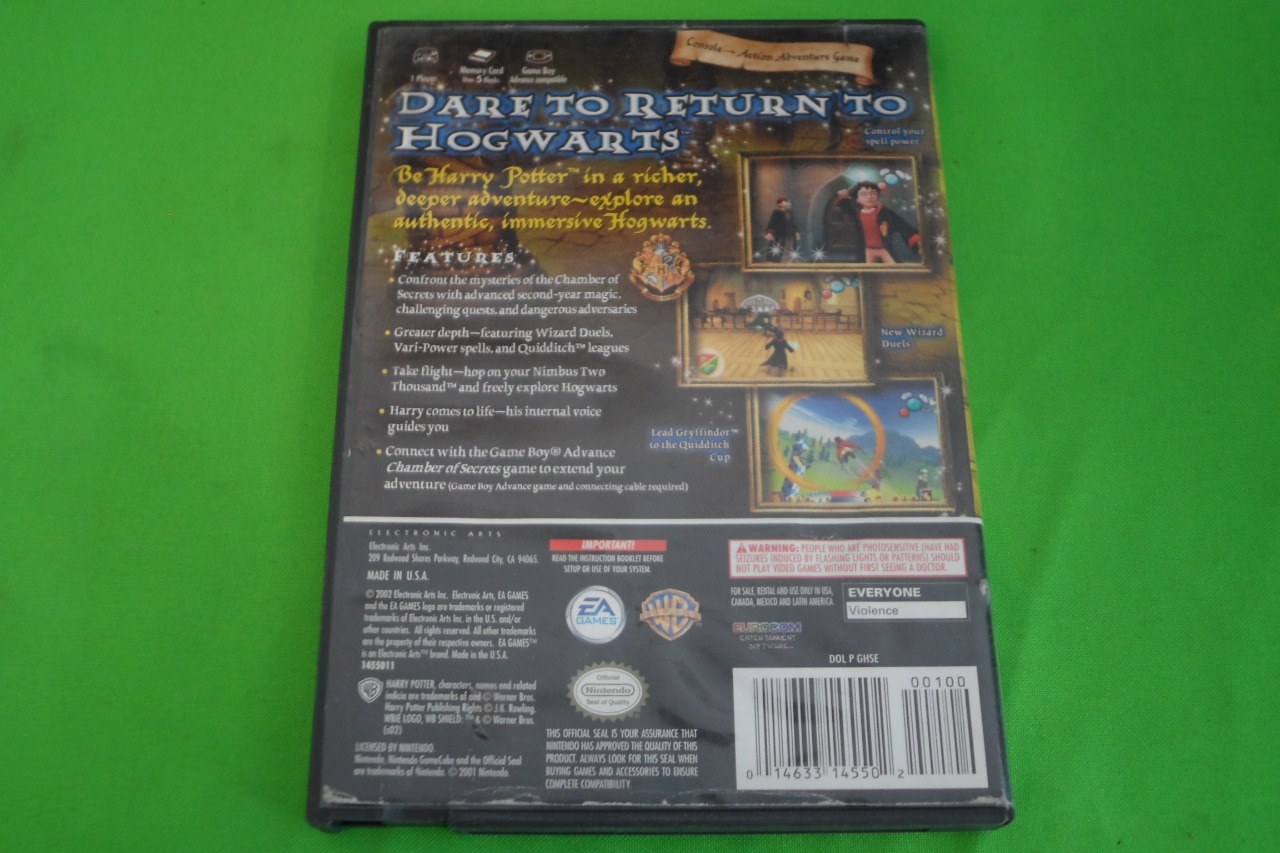 Console—Action Adventure Game
1 Player
Memory Card
Uses 5 Blocks
Game Boy
Advance compatible
DARE TO RETURN TO
HOGWARTS™
Control your
spell power
Be Harry Potter™ in a richer,
deeper adventure~explore an
authentic, immersive Hogwarts.
FEATURES
• Confront the mysteries of the Chamber of
Secrets with advanced second-year magic,
challenging quests, and dangerous adversaries
• Greater depth—featuring Wizard Duels,
Vari-Power spells, and Quidditch™ leagues
• Take flight—hop on your Nimbus Two
Thousand™ and freely explore Hogwarts
• Harry comes to life—his internal voice
guides you
• Connect with the Game Boy® Advance
Chamber of Secrets game to extend your
adventure (Game Boy Advance game and connecting cable required)
New Wizard
Duels
Lead Gryffindor™
to the Quidditch
Cup
ELECTRONIC ARTS
Electronic Arts Inc.
209 Redwood Shores Parkway, Redwood City, CA 94065.
MADE IN U.S.A.
© 2002 Electronic Arts Inc. Electronic Arts, EA GAMES
and the EA GAMES logo are trademarks or registered
trademarks of Electronic Arts Inc. in the U.S. and/or
other countries. All rights reserved. All other trademarks
are the property of their respective owners. EA GAMES™
is an Electronic Arts™ brand. Made in the U.S.A.
1455011
HARRY POTTER, characters, names and related
indicia are trademarks of and © Warner Bros.
Harry Potter Publishing Rights © J.K. Rowling.
WBIE LOGO, WB SHIELD: ™ & © Warner Bros.
(s02)
LICENSED BY NINTENDO.
Nintendo, Nintendo GameCube and the Official Seal
are trademarks of Nintendo. © 2001 Nintendo.
IMPORTANT!
READ THE INSTRUCTION BOOKLET BEFORE
SETUP OR USE OF YOUR SYSTEM.
EA
GAMES™
WB
Official
Nintendo
Seal of Quality
THIS OFFICIAL SEAL IS YOUR ASSURANCE THAT
NINTENDO HAS APPROVED THE QUALITY OF THIS
PRODUCT. ALWAYS LOOK FOR THIS SEAL WHEN
BUYING GAMES AND ACCESSORIES TO ENSURE
COMPLETE COMPATIBILITY.
WARNING: PEOPLE WHO ARE PHOTOSENSITIVE (HAVE HAD
SEIZURES INDUCED BY FLASHING LIGHTS OR PATTERNS) SHOULD
NOT PLAY VIDEO GAMES WITHOUT FIRST SEEING A DOCTOR.
FOR SALE, RENTAL AND USE ONLY IN USA,
CANADA, MEXICO AND LATIN AMERICA.
EVERYONE
Violence
EUROCOM
ENTERTAINMENT
SOFTWARE
DOL P GHSE
00100
0 14633 14550 2